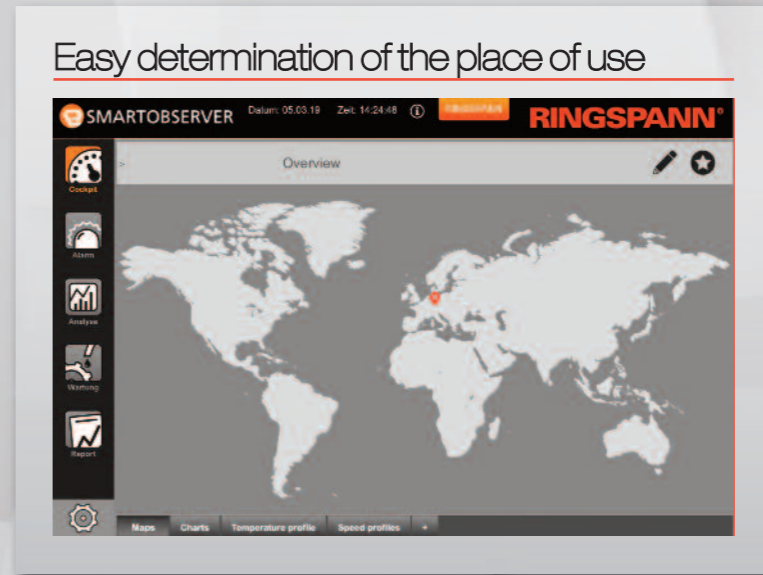 Easy determination of the place of use
SMARTOBSERVER Datum: 05.03.19 Zeit: 14:24:48 i RINGSPANN RINGSPANN®
> Overview
Cockpit
Alarm
Analyse
Wartung
Report
Maps Charts Temperature profile Speed profiles +